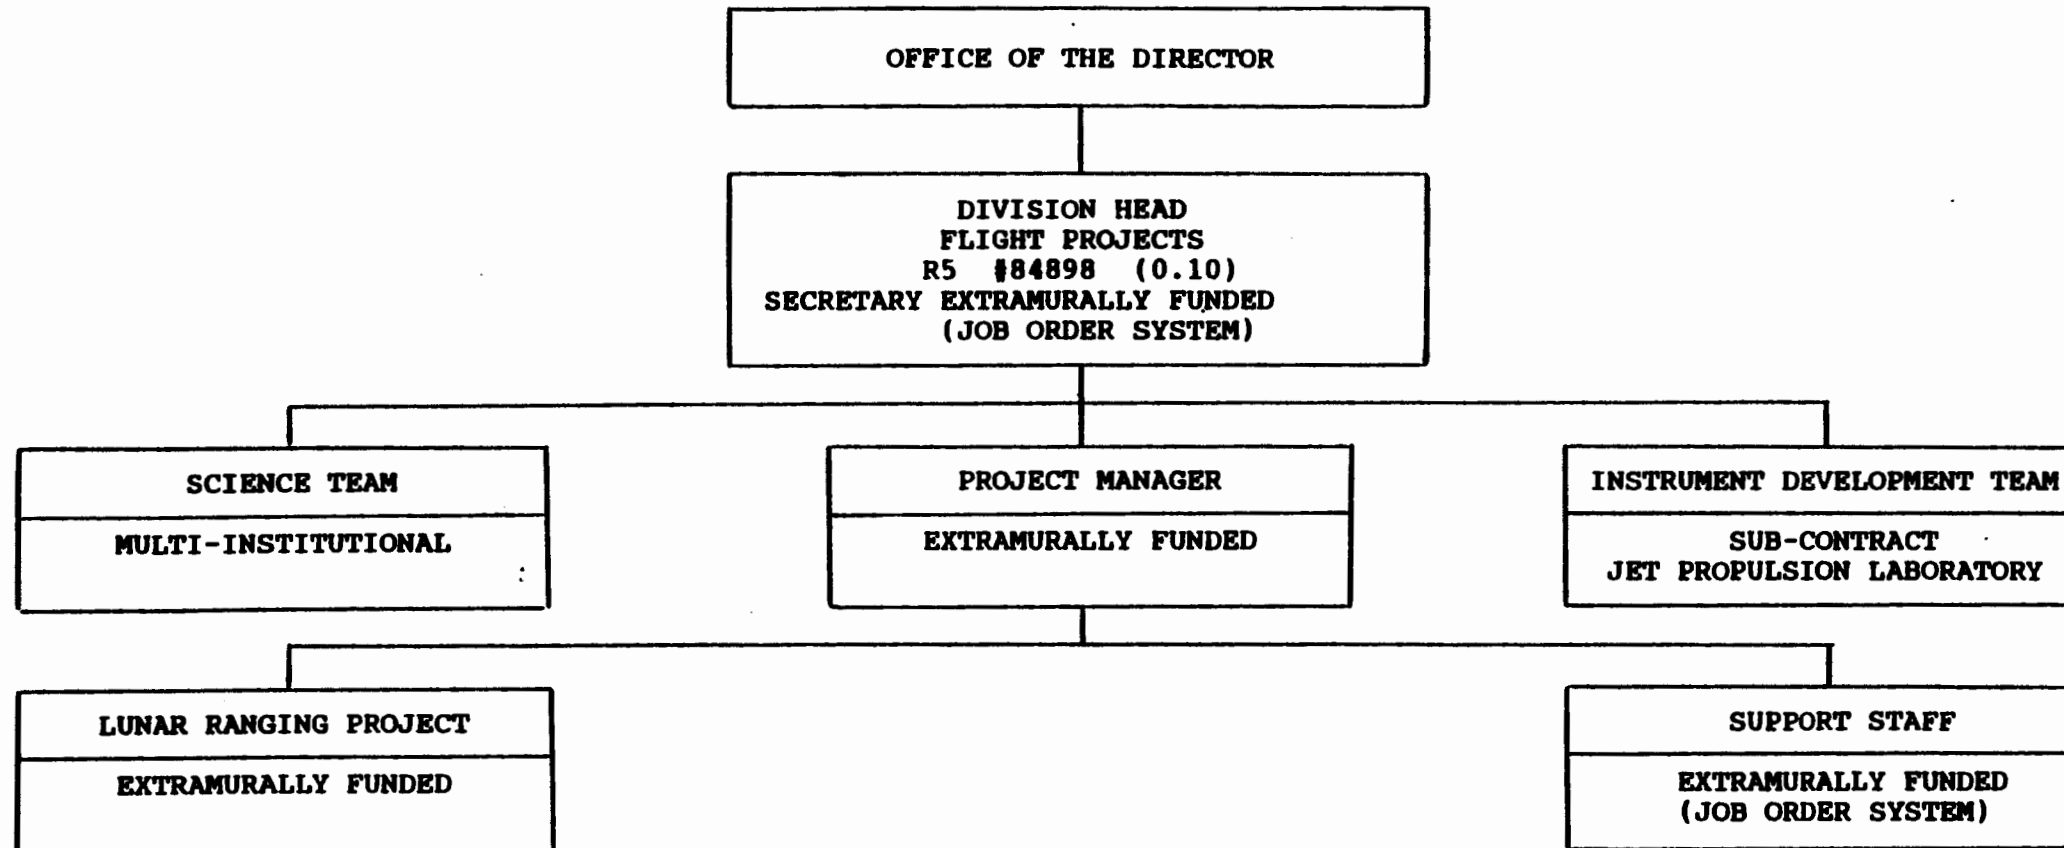 OFFICE OF THE DIRECTOR
DIVISION HEAD
FLIGHT PROJECTS
R5 #84898 (0.10)
SECRETARY EXTRAMURALLY FUNDED
(JOB ORDER SYSTEM)
SCIENCE TEAM
MULTI-INSTITUTIONAL
PROJECT MANAGER
EXTRAMURALLY FUNDED
INSTRUMENT DEVELOPMENT TEAM
SUB-CONTRACT
JET PROPULSION LABORATORY
LUNAR RANGING PROJECT
EXTRAMURALLY FUNDED
SUPPORT STAFF
EXTRAMURALLY FUNDED
(JOB ORDER SYSTEM)